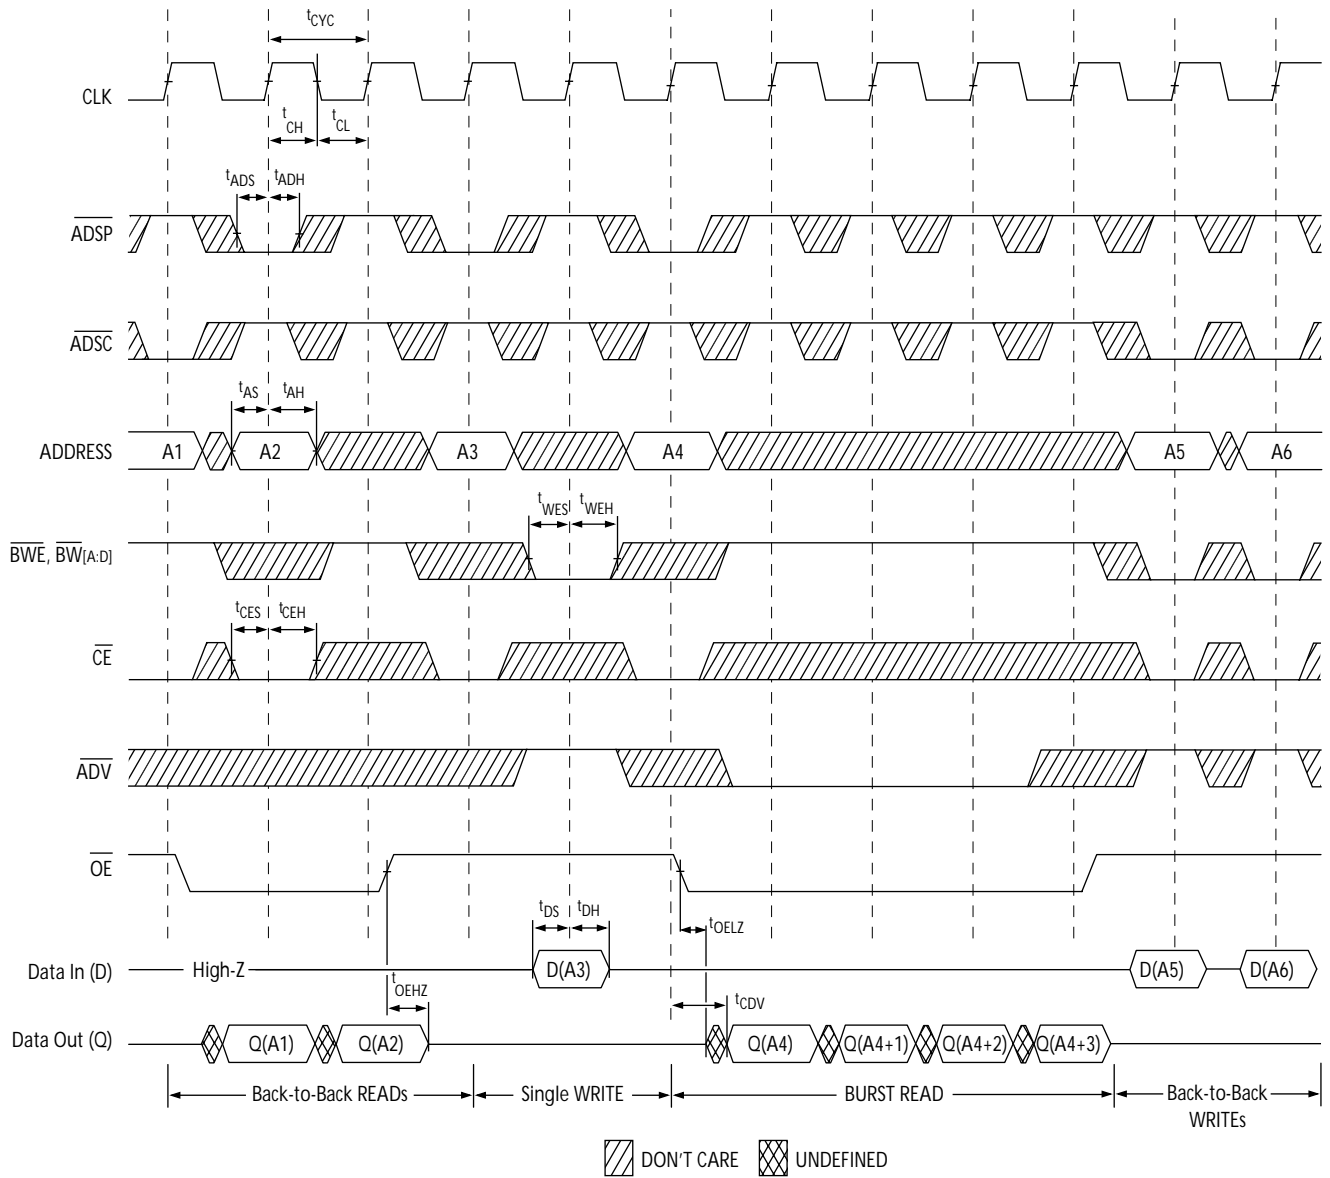 tCYC
CLK
tCH
tCL
tADS
tADH
ADSP
ADSC
tAS
tAH
ADDRESS
A1
A2
A3
A4
A5
A6
tWES
tWEH
BWE, BW[A:D]
tCES
tCEH
CE
ADV
OE
tDS
tDH
tOELZ
Data In (D)
High-Z
D(A3)
D(A5)
D(A6)
tOEHZ
tCDV
Data Out (Q)
Q(A1)
Q(A2)
Q(A4)
Q(A4+1)
Q(A4+2)
Q(A4+3)
Back-to-Back READs
Single WRITE
BURST READ
Back-to-Back
WRITEs
DON'T CARE
UNDEFINED